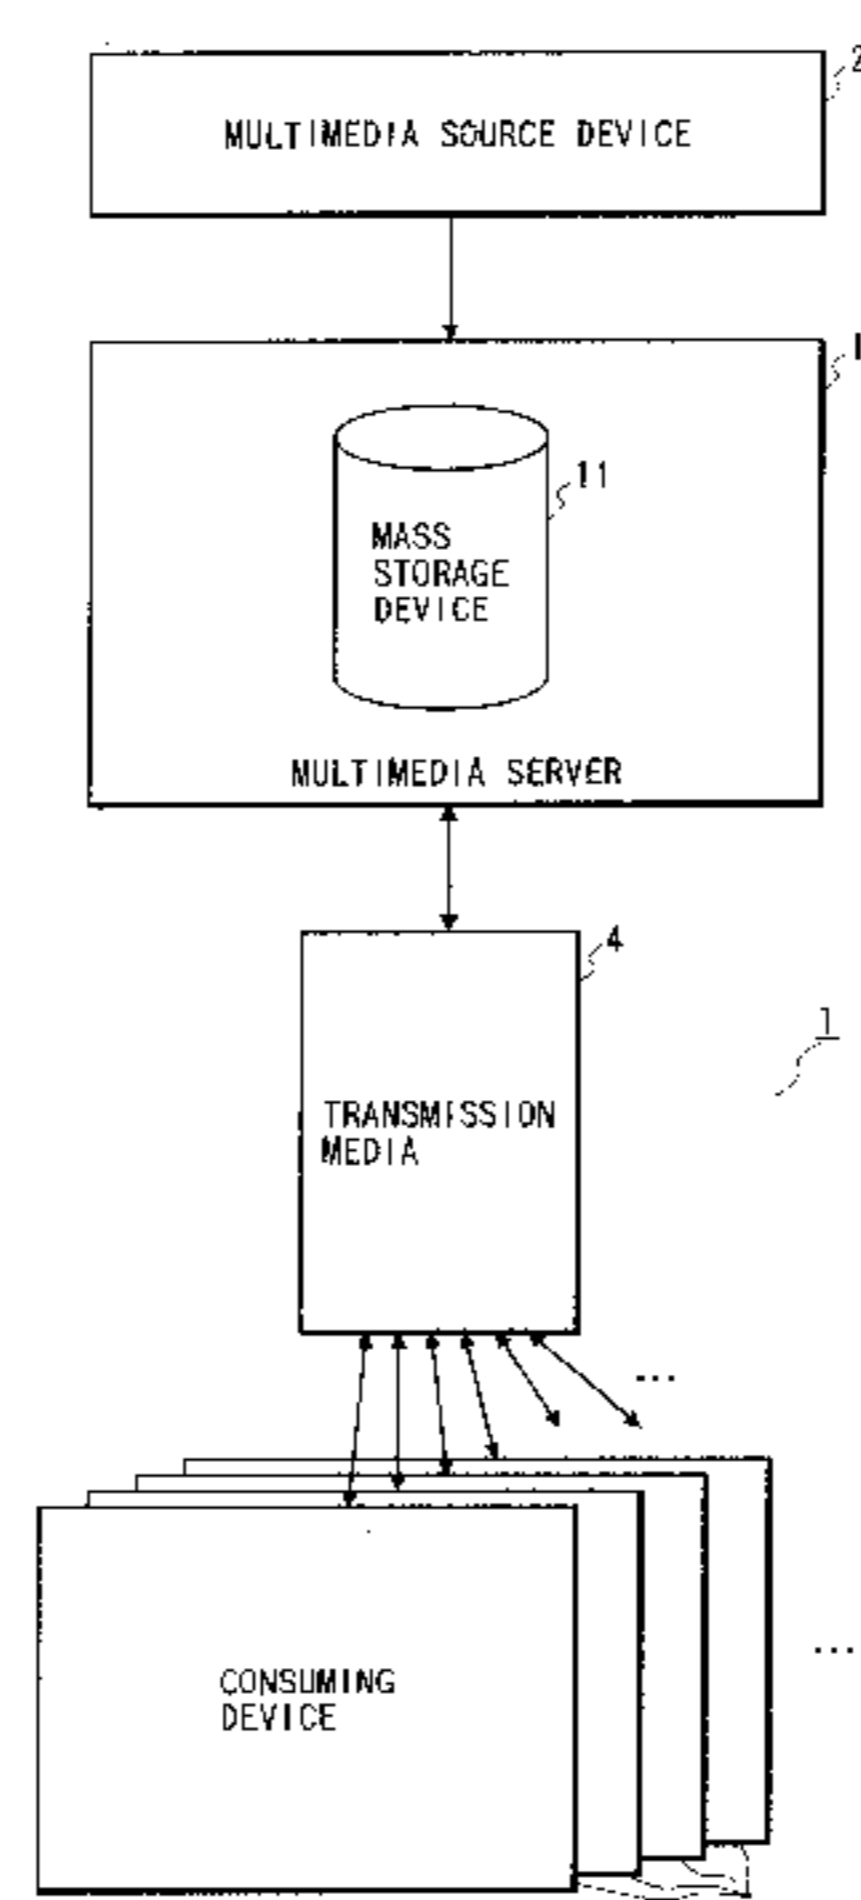 2
MULTIMEDIA SOURCE DEVICE
11
MASS
STORAGE
DEVICE
MULTIMEDIA SERVER
4
1
TRANSMISSION
MEDIA
...
...
CONSUMING
DEVICE